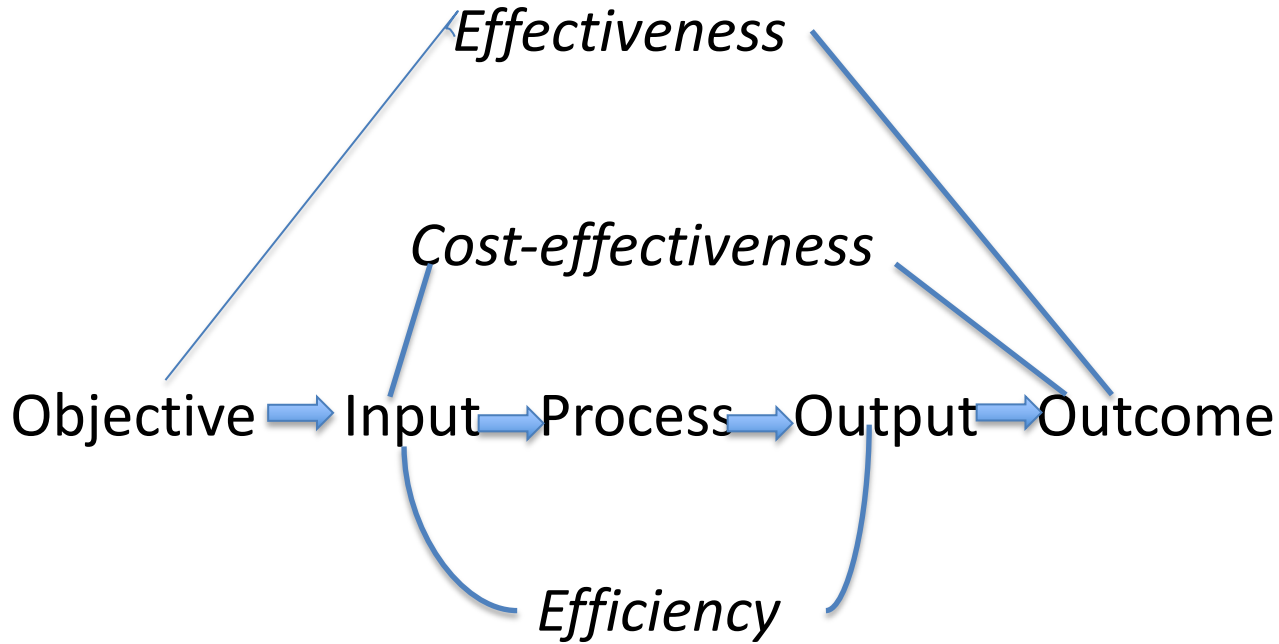 Effectiveness
Cost-effectiveness
Objective Input Process Output Outcome
Efficiency